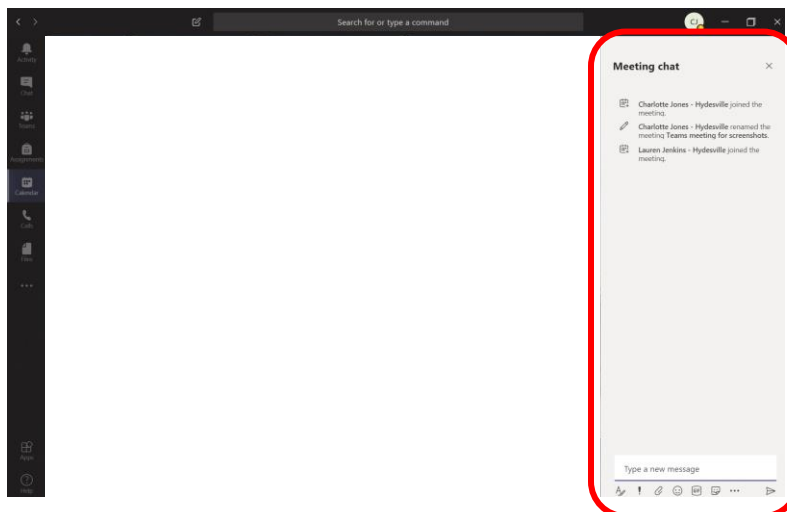 Search for or type a command
CJ
Activity
Chat
Teams
Assignments
Calendar
Calls
Files
Apps
Help
Meeting chat
Charlotte Jones - Hydesville joined the
meeting.
Charlotte Jones - Hydesville renamed the
meeting Teams meeting for screenshots.
Lauren Jenkins - Hydesville joined the
meeting.
Type a new message
GIF